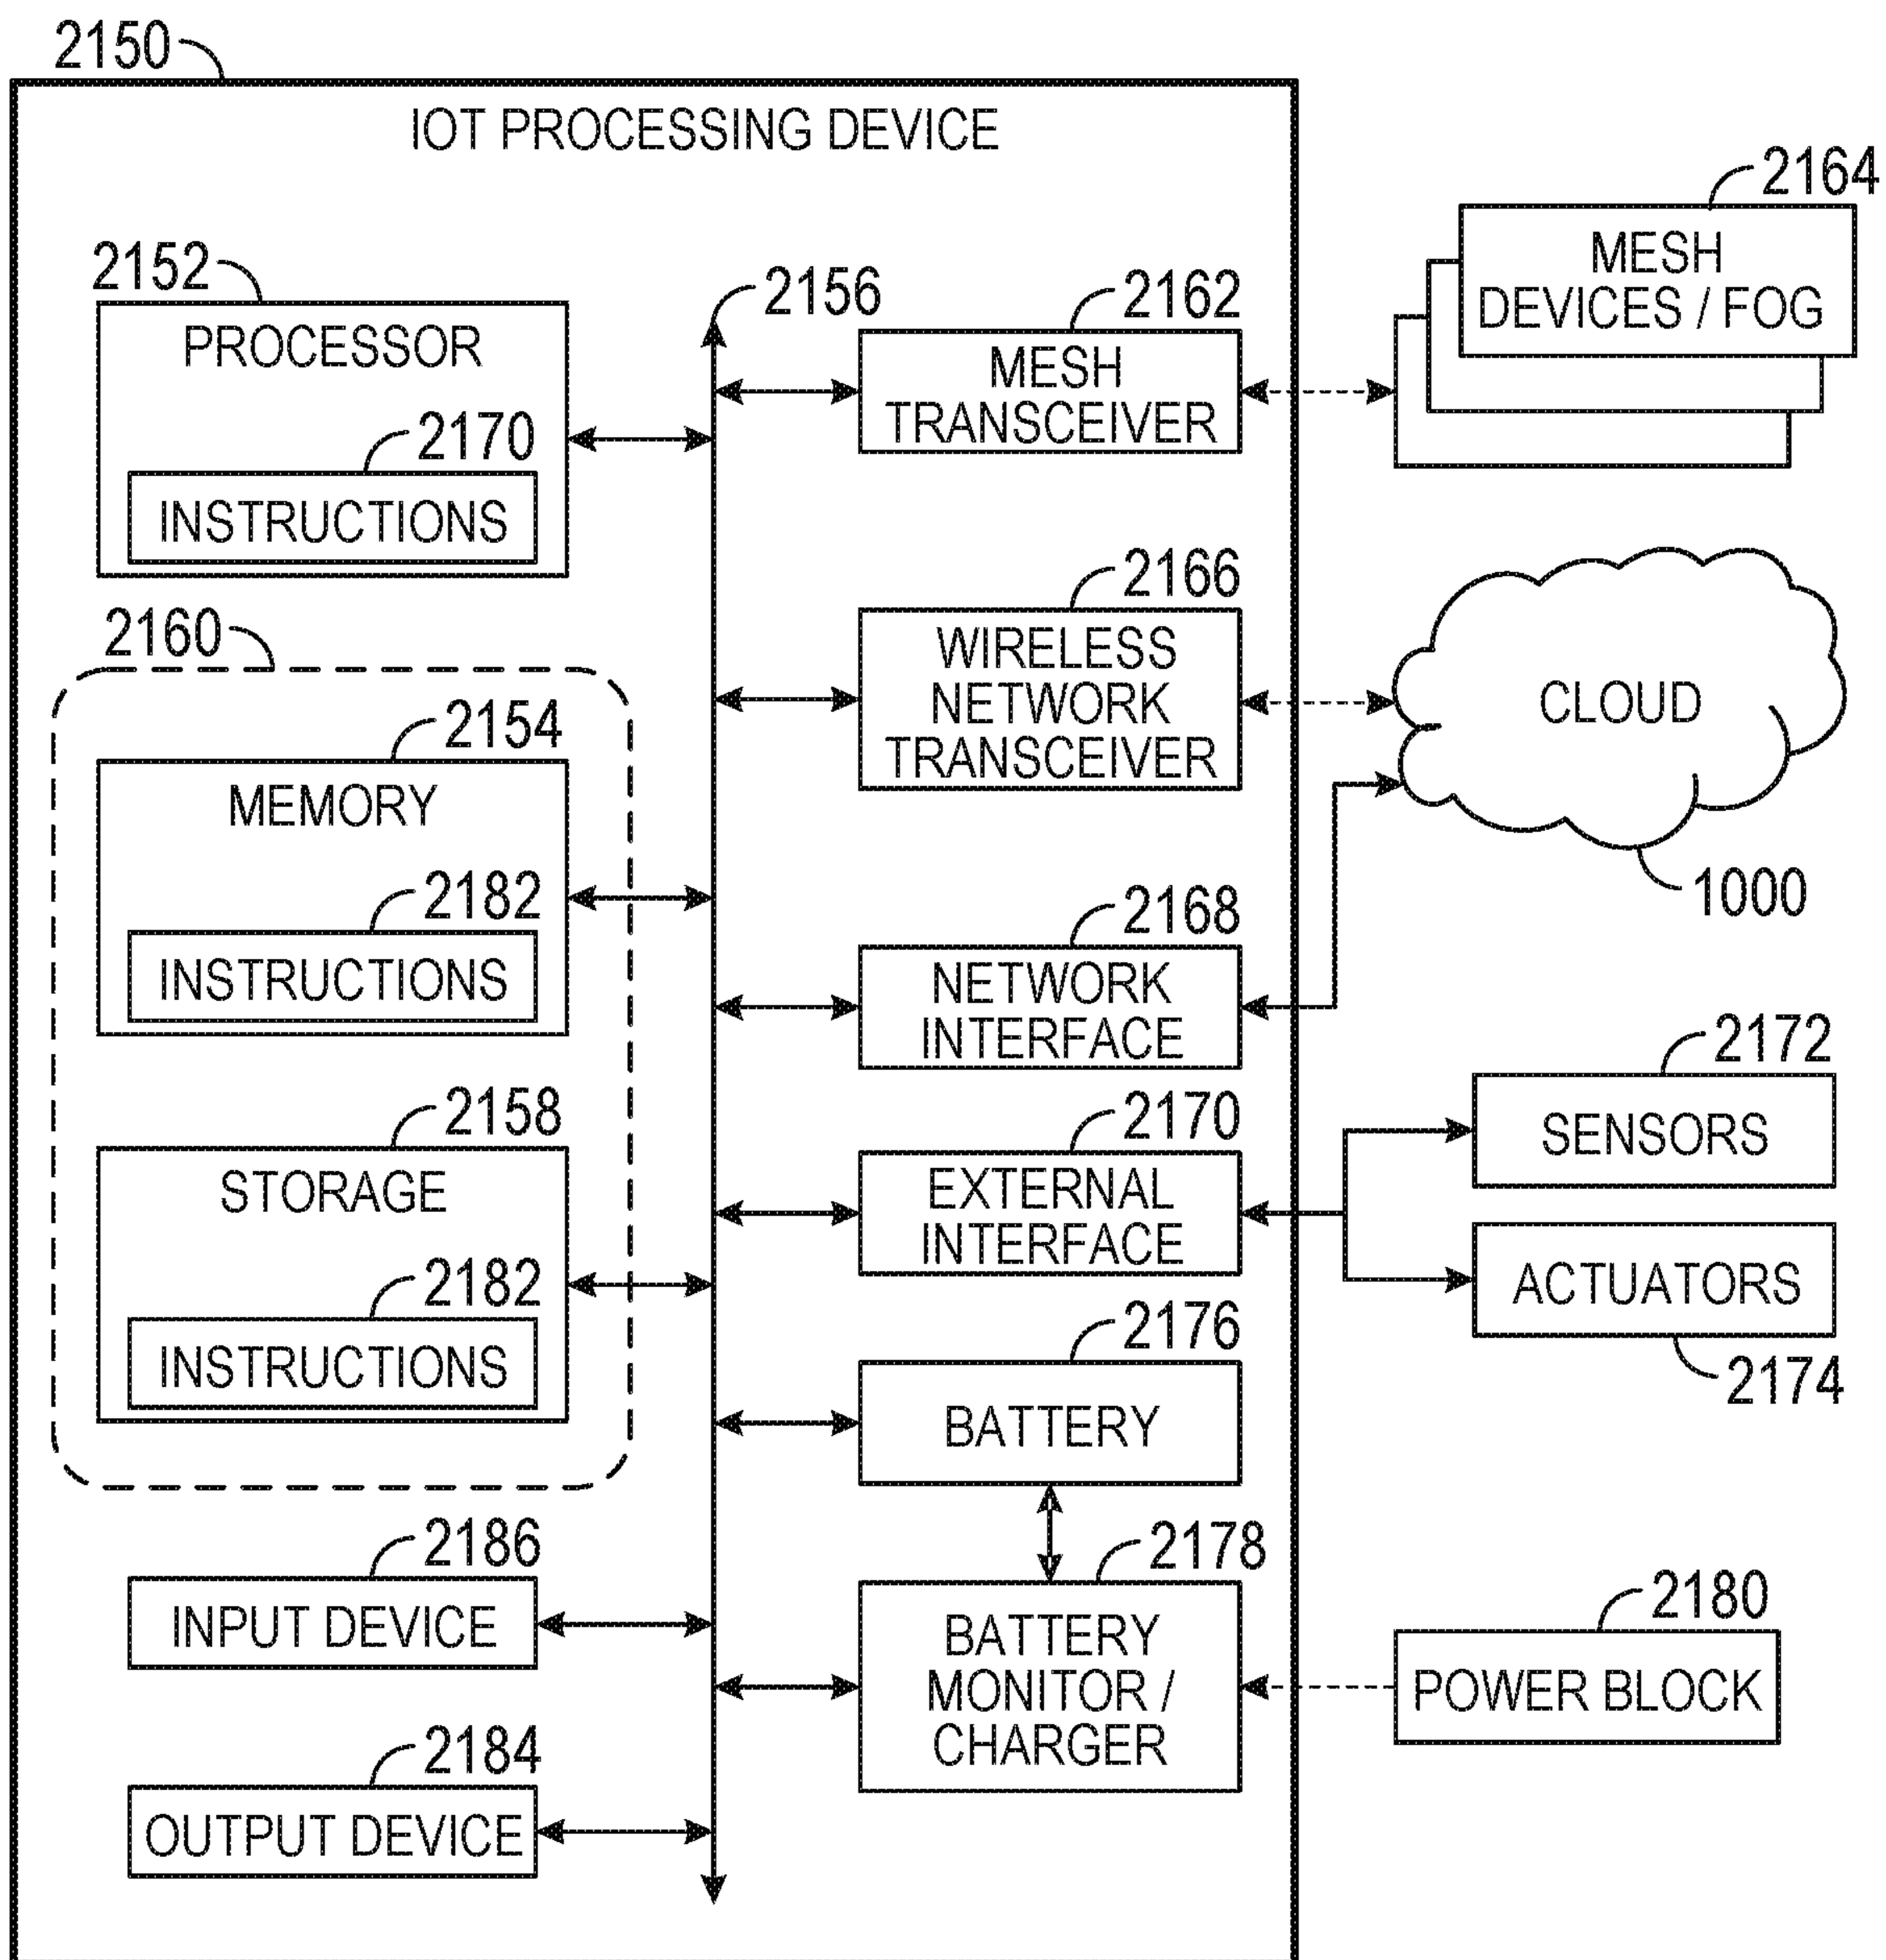 2150
IOT PROCESSING DEVICE
2152
PROCESSOR
2170
INSTRUCTIONS
2160
2154
MEMORY
2182
INSTRUCTIONS
2158
STORAGE
2182
INSTRUCTIONS
2186
INPUT DEVICE
2184
OUTPUT DEVICE
2156
2162
MESH
TRANSCEIVER
2166
WIRELESS
NETWORK
TRANSCEIVER
2168
NETWORK
INTERFACE
2170
EXTERNAL
INTERFACE
2176
BATTERY
2178
BATTERY
MONITOR /
CHARGER
2164
MESH
DEVICES / FOG
CLOUD
1000
2172
SENSORS
ACTUATORS
2174
2180
POWER BLOCK